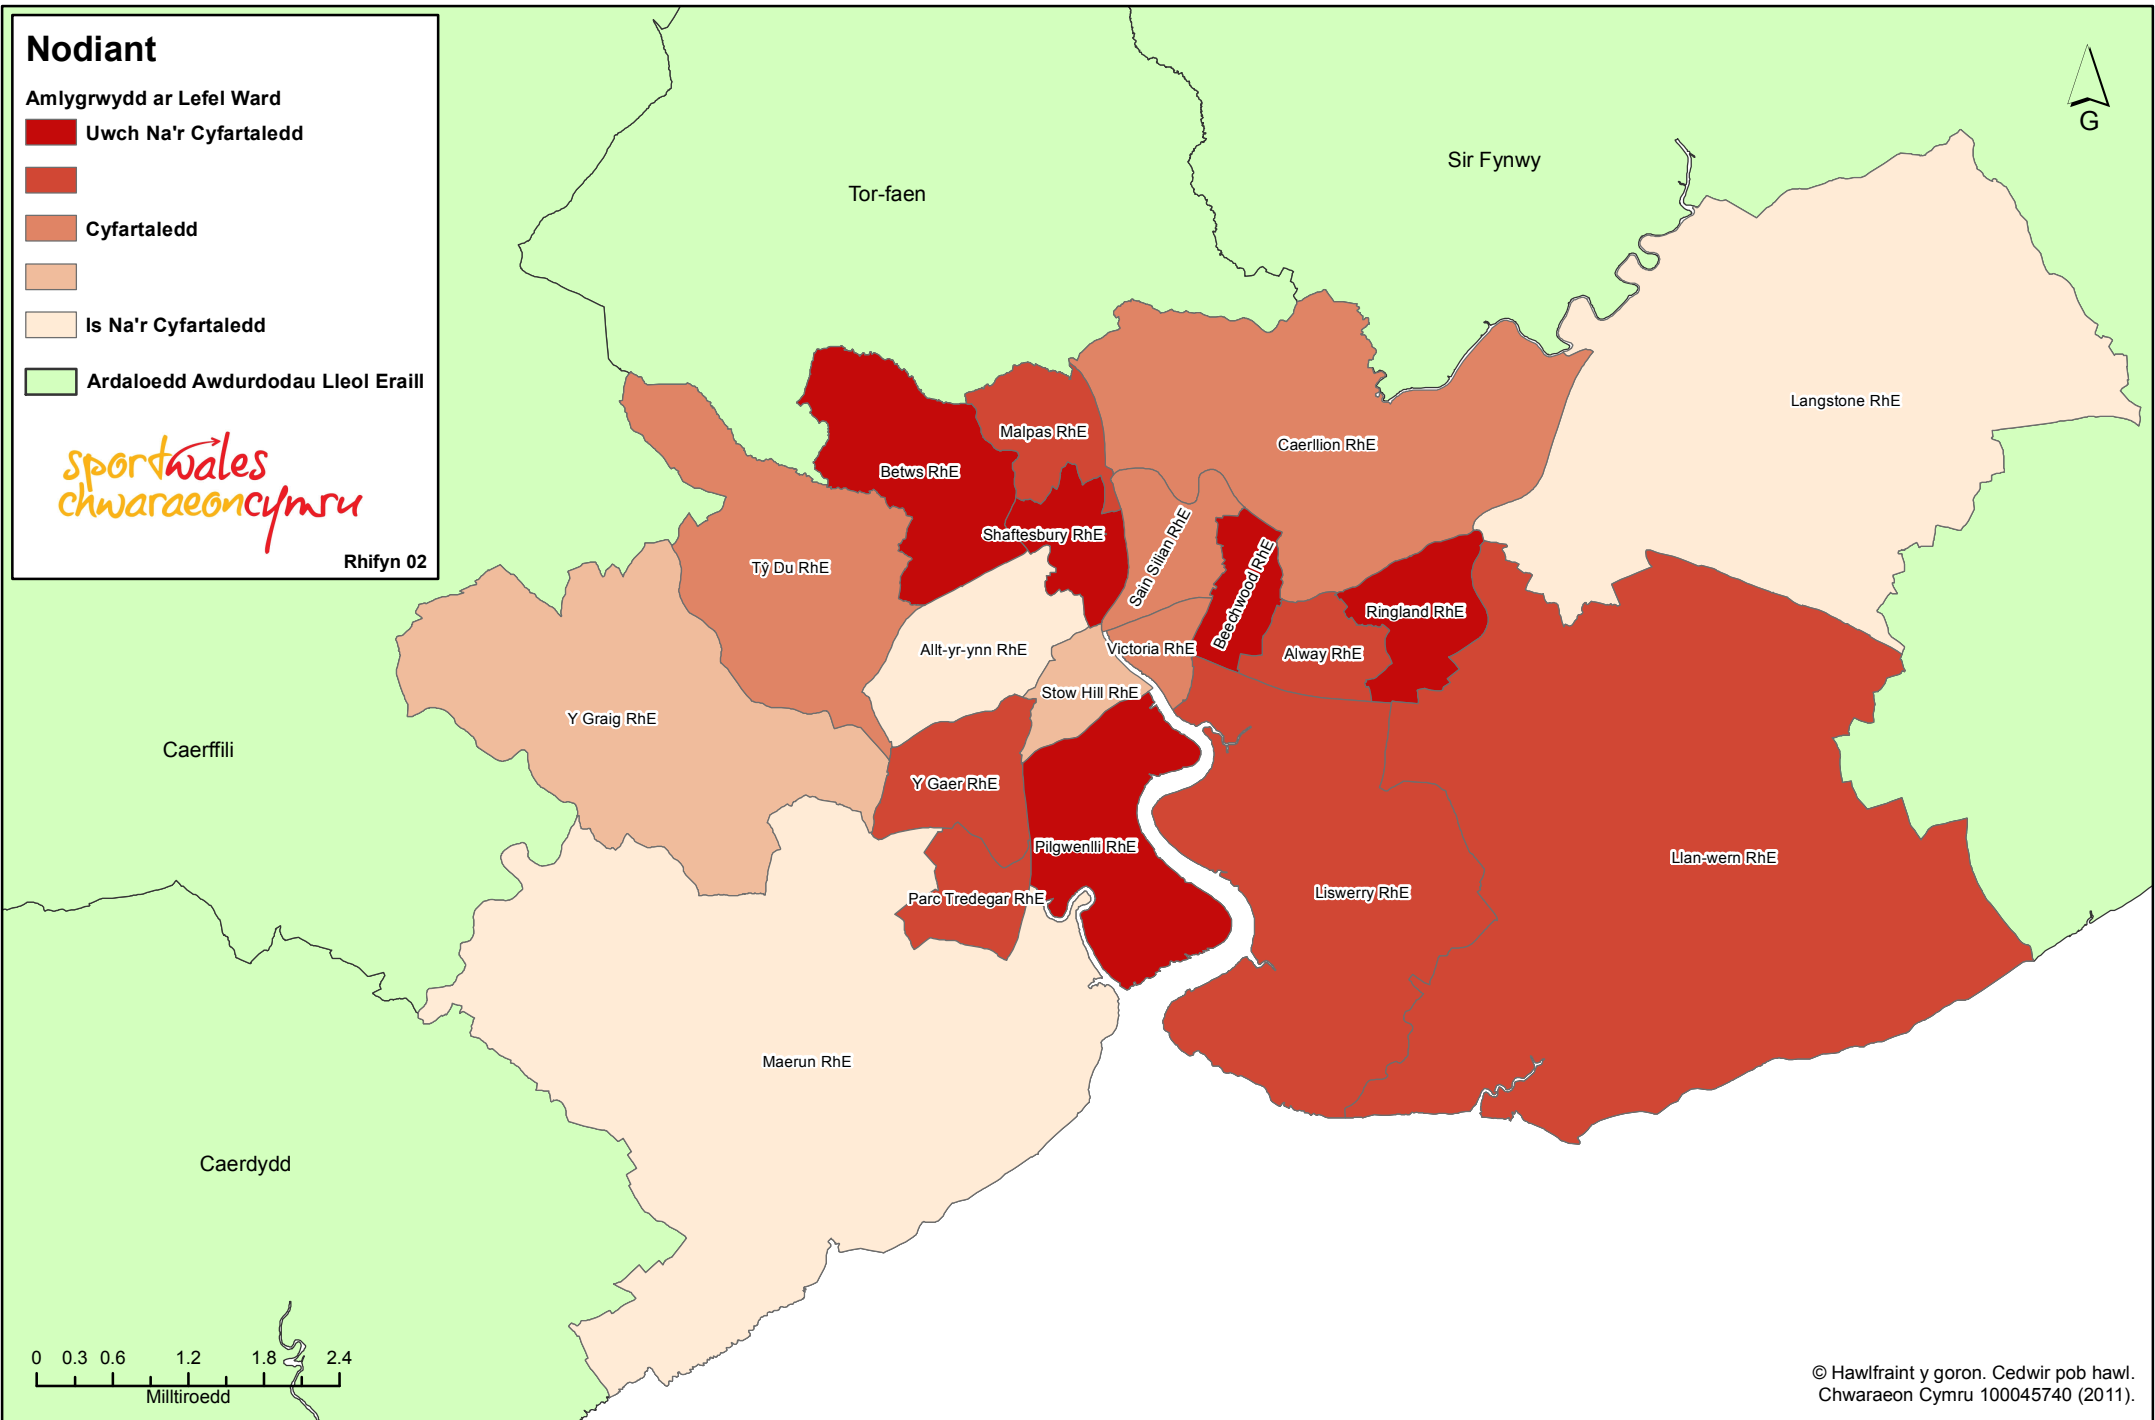 Nodiant
Amlygrwydd ar Lefel Ward
Uwch Na'r Cyfartaledd
Cyfartaledd
Is Na'r Cyfartaledd
Ardaloedd Awdurdodau Lleol Eraill
sportwales
chwaraeoncymru
Rhifyn 02
G
Sir Fynwy
Tor-faen
Langstone RhE
Malpas RhE
Caerllion RhE
Betws RhE
Shaftesbury RhE
Sain Silian RhE
Tŷ Du RhE
Beechwood RhE
Ringland RhE
Allt-yr-ynn RhE
Victoria RhE
Alway RhE
Stow Hill RhE
Y Graig RhE
Caerffili
Y Gaer RhE
Pilgwenlli RhE
Llan-wern RhE
Liswerry RhE
Parc Tredegar RhE
Maerun RhE
Caerdydd
0 0.3 0.6 1.2 1.8 2.4
Milltiroedd
© Hawlfraint y goron. Cedwir pob hawl.
Chwaraeon Cymru 100045740 (2011).